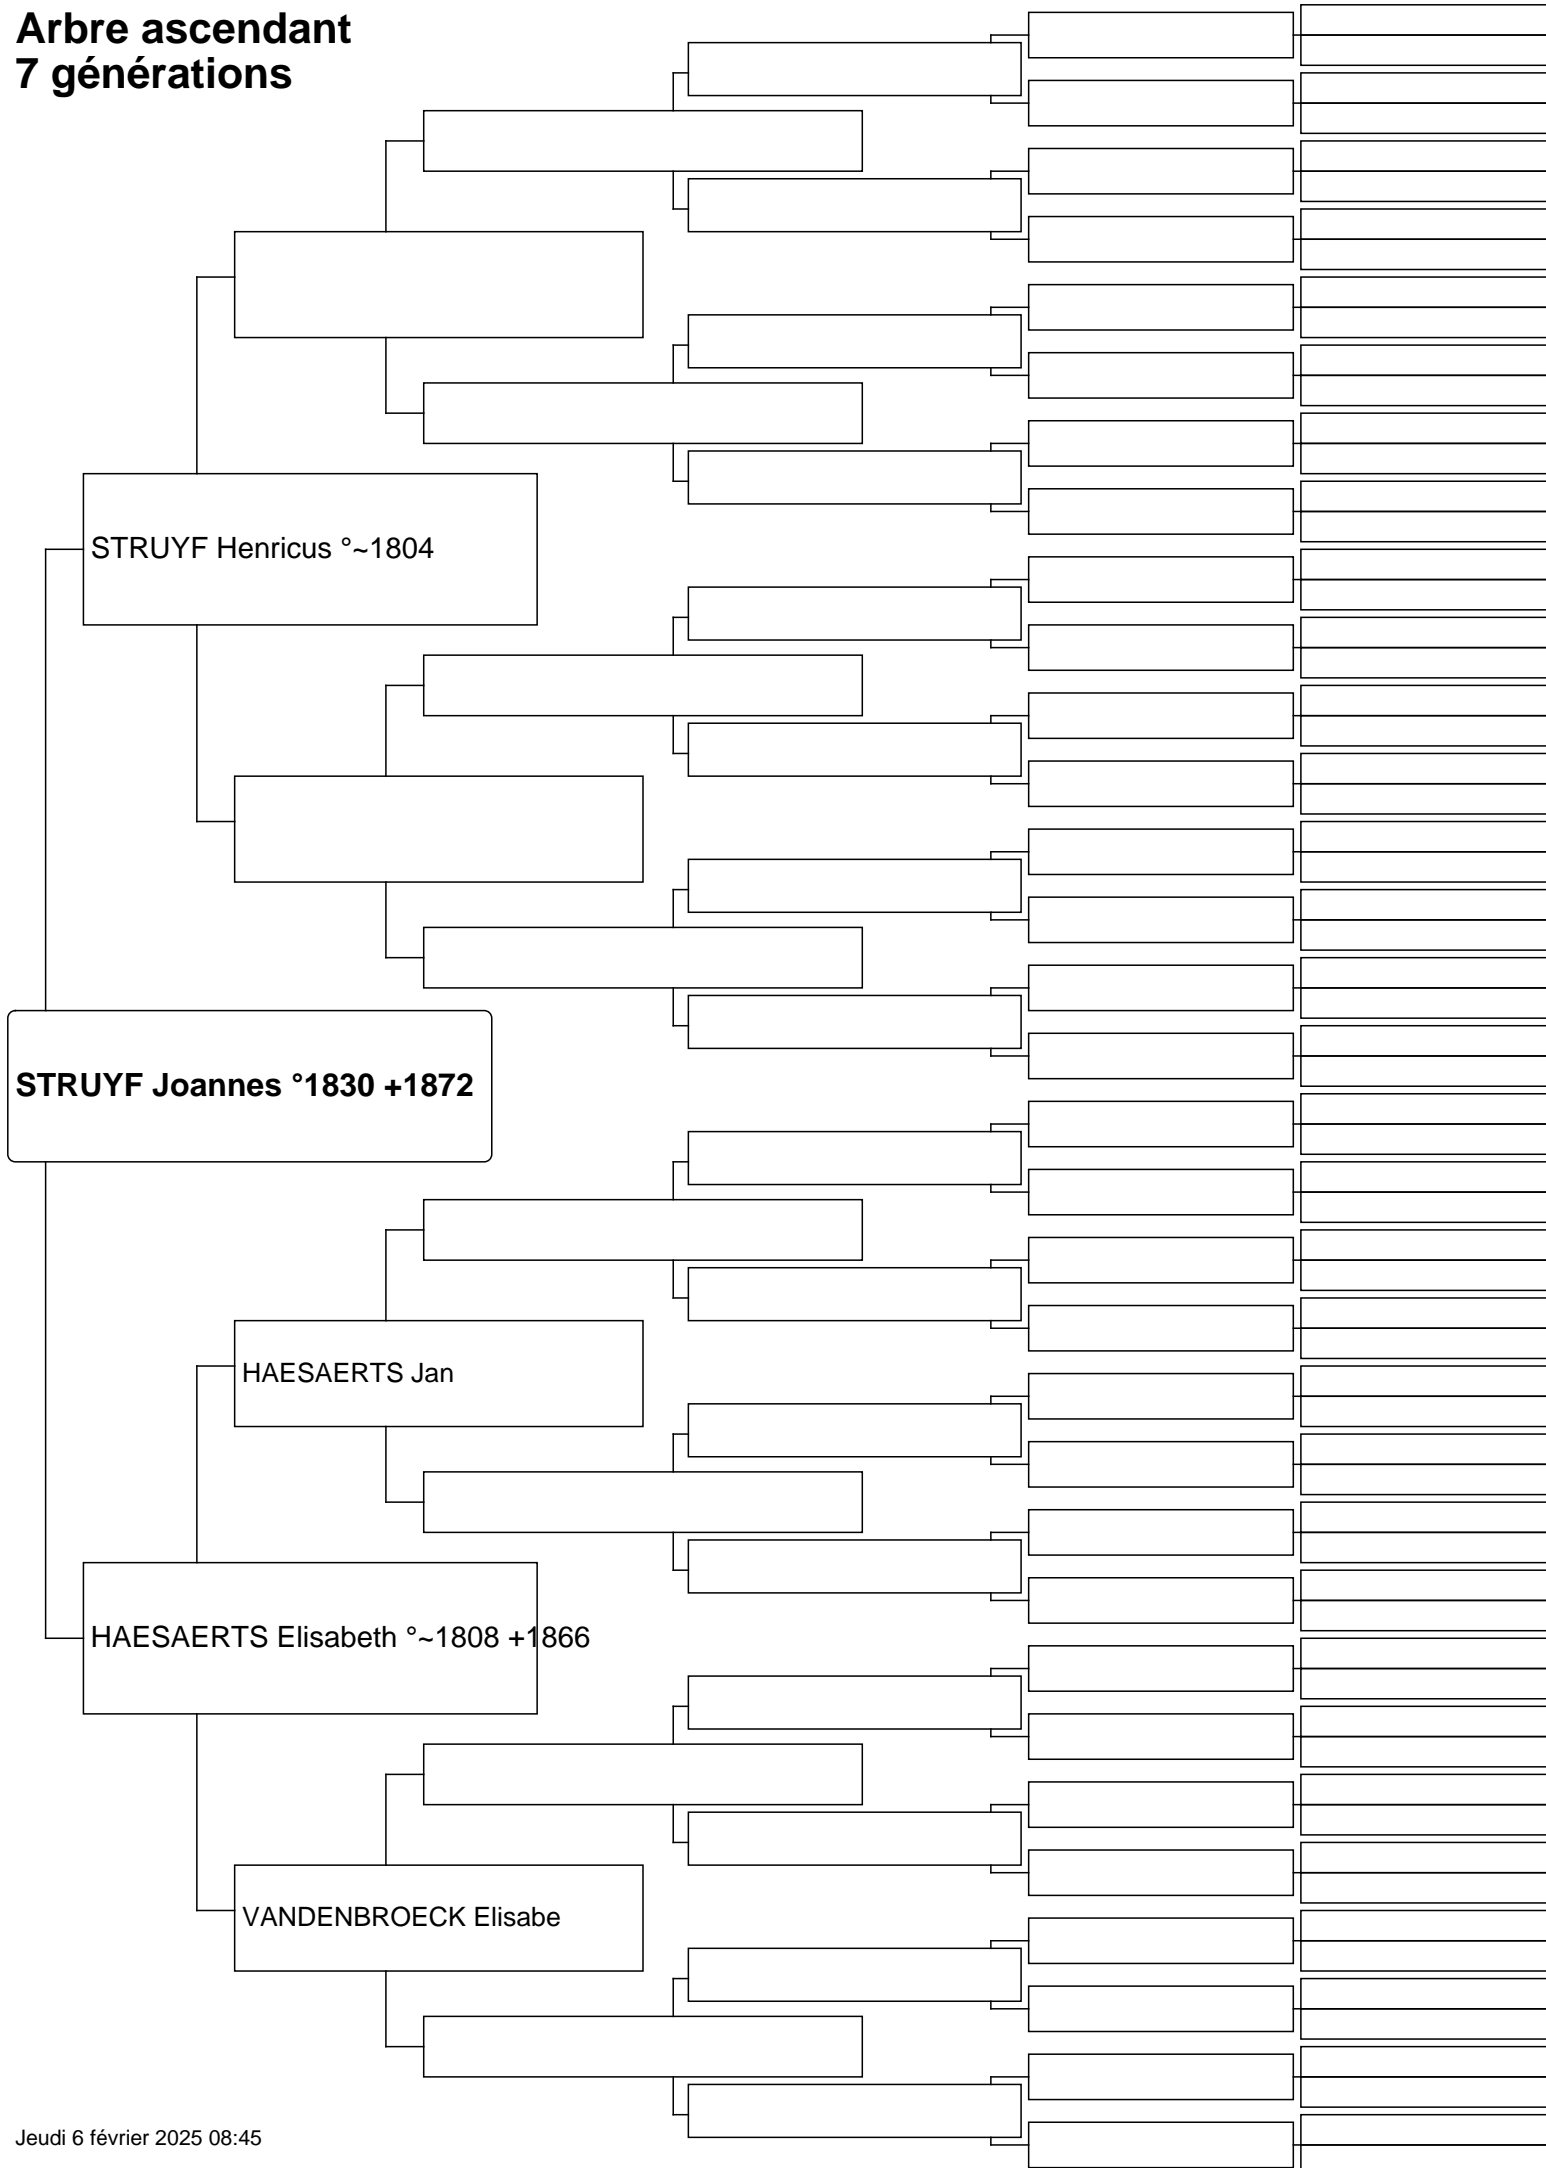 Arbre ascendant
7 générations
STRUYF Henricus °~1804
STRUYF Joannes °1830 +1872
HAESAERTS Jan
HAESAERTS Elisabeth °~1808 +1866
VANDENBROECK Elisabe
Jeudi 6 février 2025 08:45